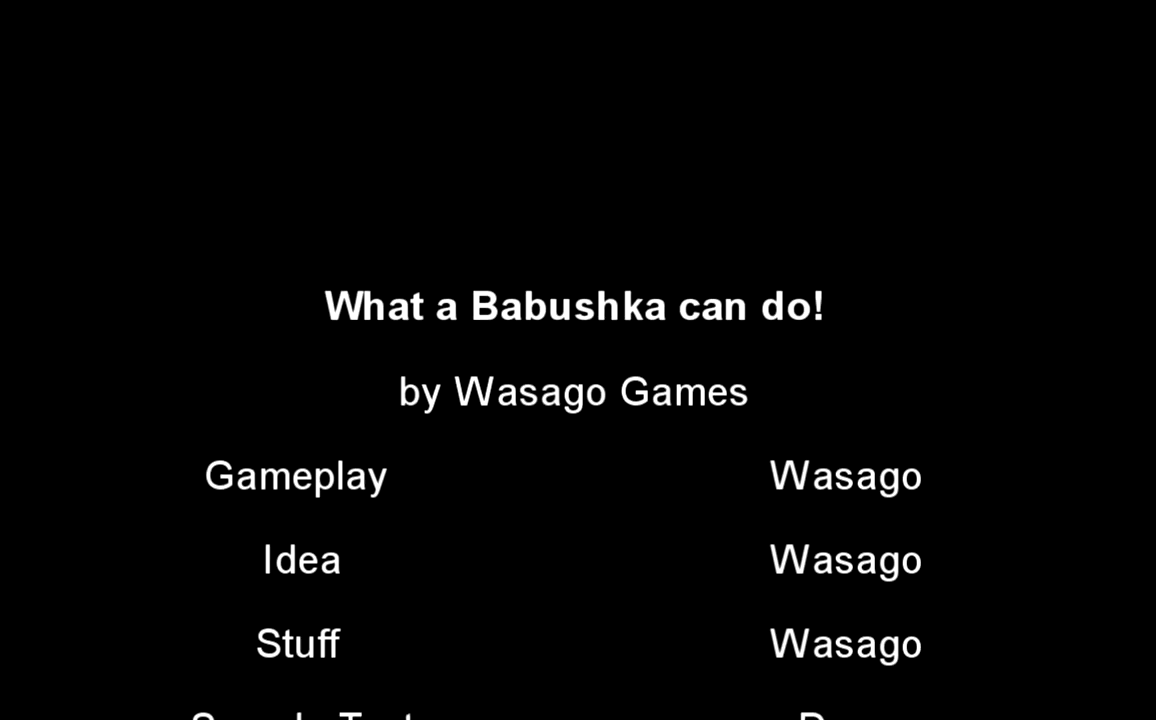 What a Babushka can do!
by Wasago Games
Gameplay Wasago
Idea Wasago
Stuff Wasago